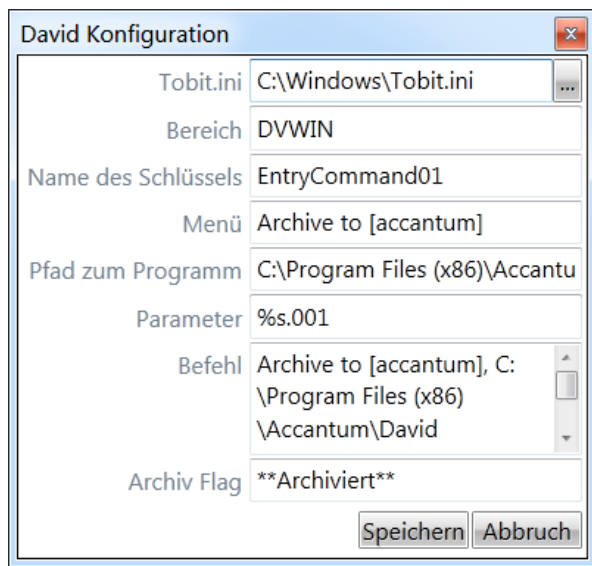 David Konfiguration
Tobit.ini C:\Windows\Tobit.ini ...
Bereich DVWIN
Name des Schlüssels EntryCommand01
Menü Archive to [accantum]
Pfad zum Programm C:\Program Files (x86)\Accantu
Parameter %s.001
Befehl Archive to [accantum], C:
\Program Files (x86)
\Accantum\David
Archiv Flag **Archiviert**
Speichern Abbruch